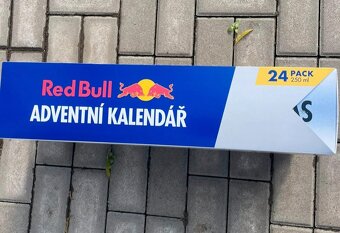 Red Bull
ADVENTNÍ KALENDÁŘ
24 PACK
250 ml
S